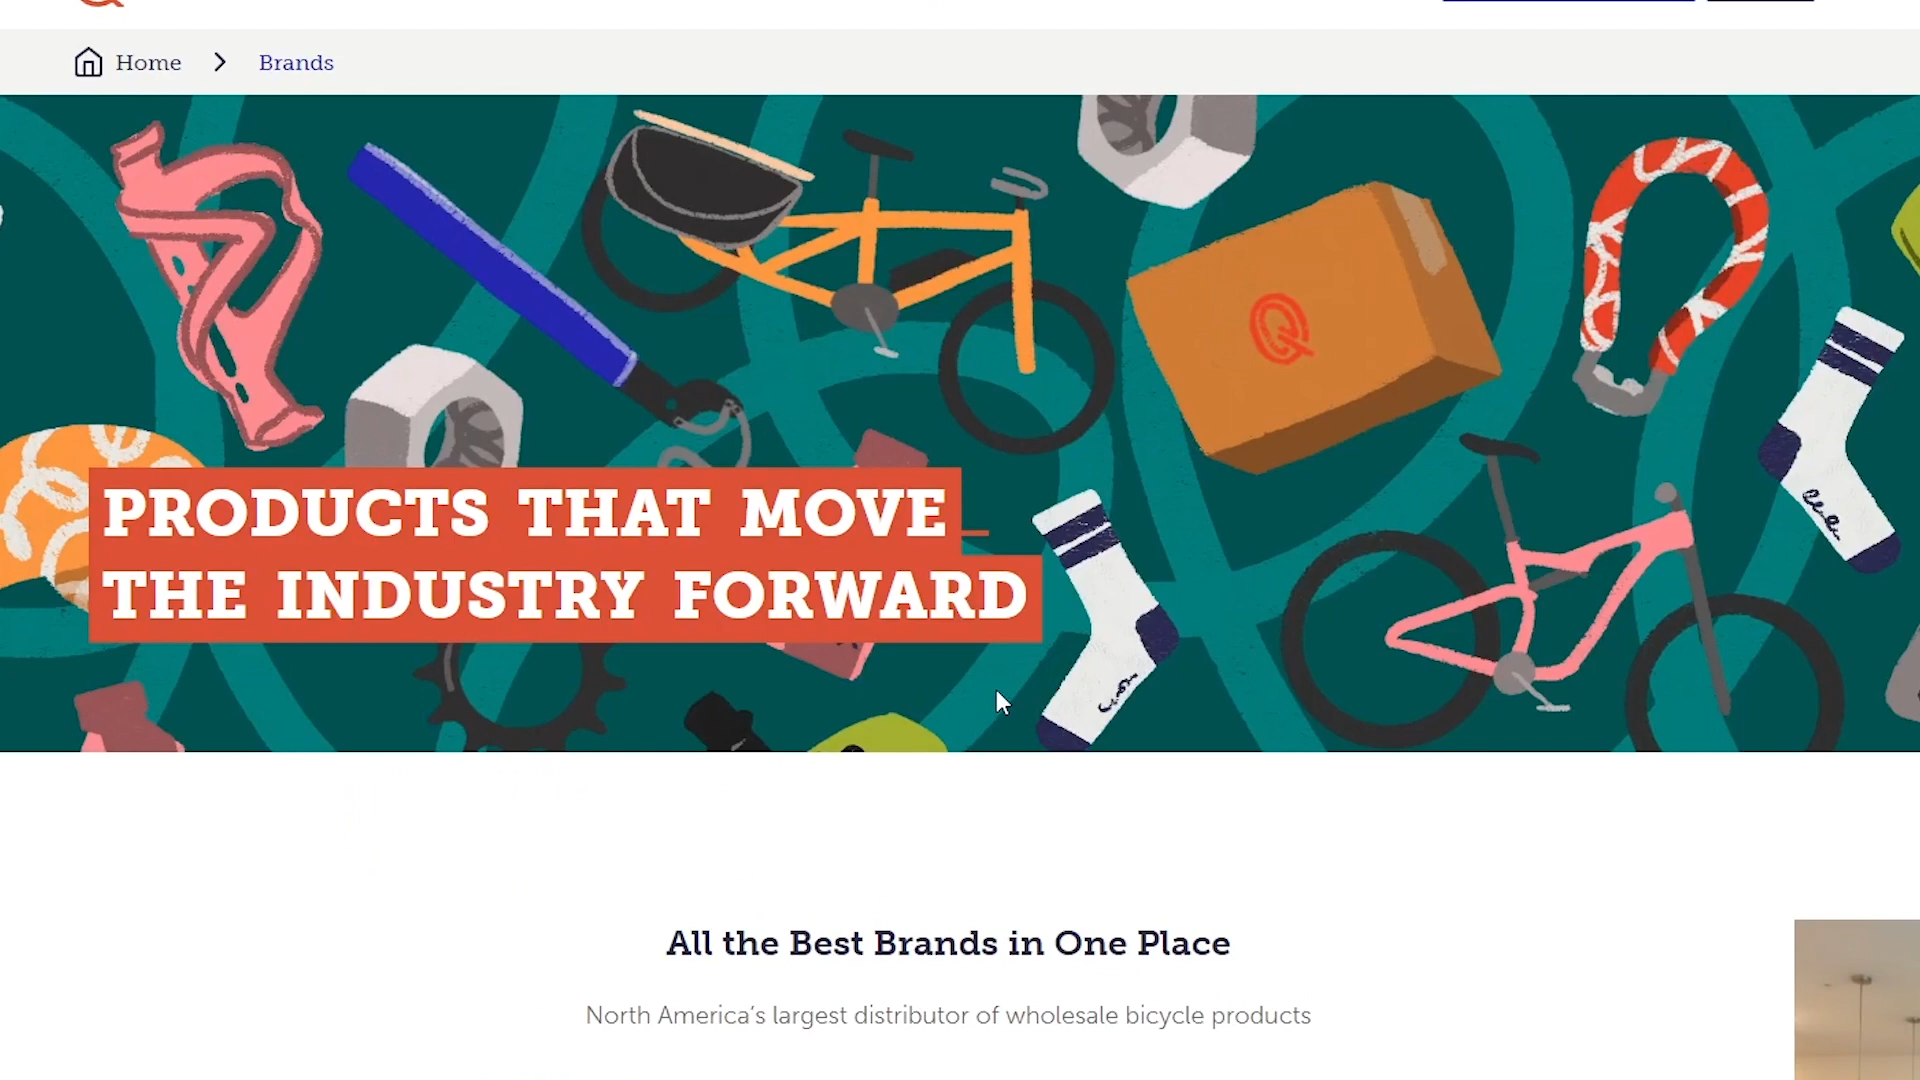 Home
Brands
Q
PRODUCTS THAT MOVE
THE INDUSTRY FORWARD
All the Best Brands in One Place
North America’s largest distributor of wholesale bicycle products